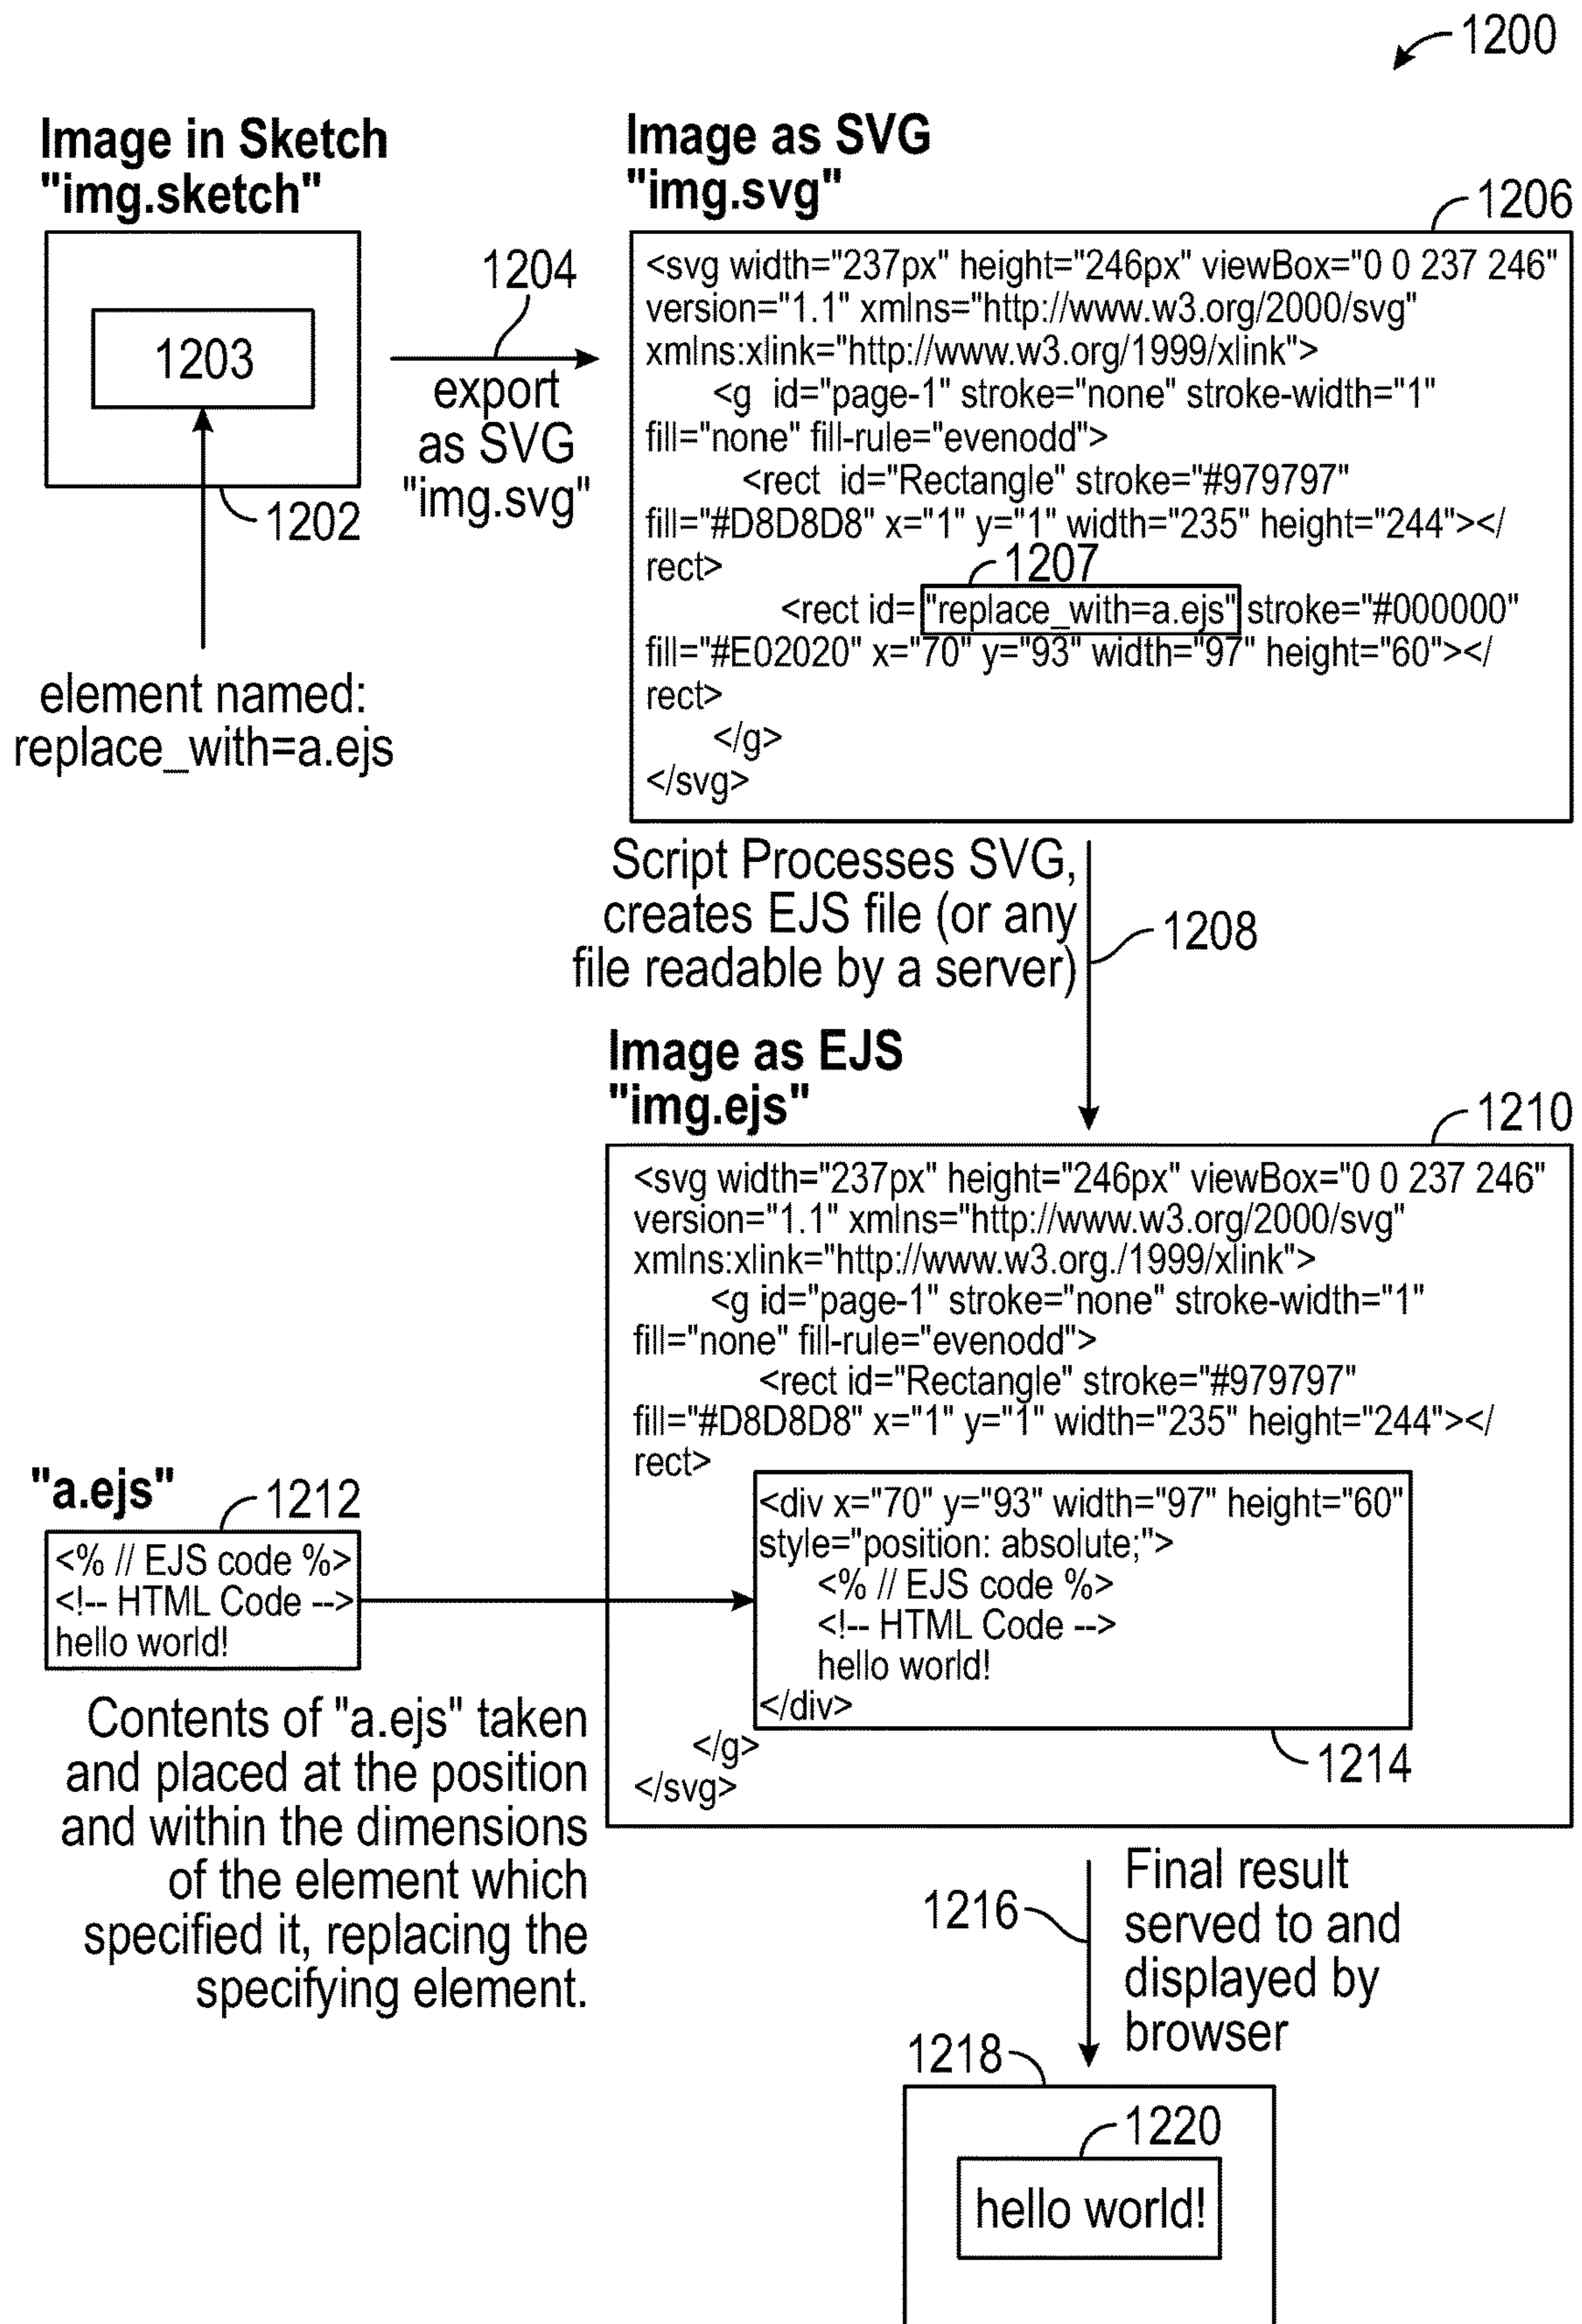 1200
Image in Sketch
"img.sketch"
1203
1202
element named:
replace_with=a.ejs
1204
export
as SVG
"img.svg"
Image as SVG
"img.svg"
1206
<svg width="237px" height="246px" viewBox="0 0 237 246"
version="1.1" xmlns="http://www.w3.org/2000/svg"
xmlns:xlink="http://www.w3.org/1999/xlink">
<g id="page-1" stroke="none" stroke-width="1"
fill="none" fill-rule="evenodd">
<rect id="Rectangle" stroke="#979797"
fill="#D8D8D8" x="1" y="1" width="235" height="244"></
rect>
1207
<rect id= "replace_with=a.ejs" stroke="#000000"
fill="#E02020" x="70" y="93" width="97" height="60"></
rect>
</g>
</svg>
Script Processes SVG,
creates EJS file (or any
file readable by a server)
1208
Image as EJS
"img.ejs"
1210
<svg width="237px" height="246px" viewBox="0 0 237 246"
version="1.1" xmlns="http://www.w3.org/2000/svg"
xmlns:xlink="http://www.w3.org./1999/xlink">
<g id="page-1" stroke="none" stroke-width="1"
fill="none" fill-rule="evenodd">
<rect id="Rectangle" stroke="#979797"
fill="#D8D8D8" x="1" y="1" width="235" height="244"></
rect>
<div x="70" y="93" width="97" height="60"
style="position: absolute;">
<% // EJS code %>
<!-- HTML Code -->
hello world!
</div>
</g>
</svg>
1214
"a.ejs"
1212
<% // EJS code %>
<!-- HTML Code -->
hello world!
Contents of "a.ejs" taken
and placed at the position
and within the dimensions
of the element which
specified it, replacing the
specifying element.
1216
Final result
served to and
displayed by
browser
1218
1220
hello world!